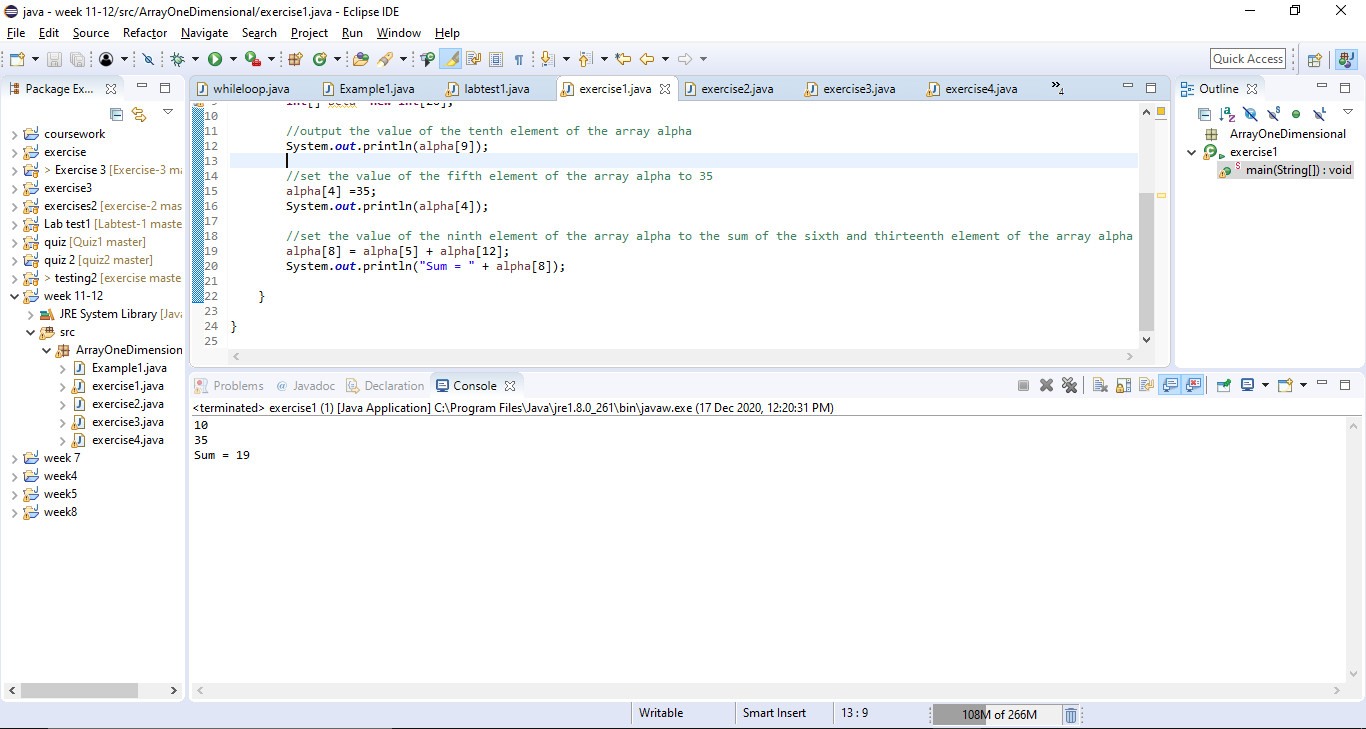 java - week 11-12/src/ArrayOneDimensional/exercise1.java - Eclipse IDE
File Edit Source Refactor Navigate Search Project Run Window Help
Quick Access
Package Ex...
coursework
exercise
> Exercise 3 [Exercise-3 ma
exercise3
exercises2 [exercise-2 mas
Lab test1 [Labtest-1 maste
quiz [Quiz1 master]
quiz 2 [quiz2 master]
> testing2 [exercise maste
week 11-12
JRE System Library [Java
src
ArrayOneDimension
Example1.java
exercise1.java
exercise2.java
exercise3.java
exercise4.java
week 7
week4
week5
week8
whileloop.java Example1.java labtest1.java exercise1.java exercise2.java exercise3.java exercise4.java »4
10
11 //output the value of the tenth element of the array alpha
12 System.out.println(alpha[9]);
13
14 //set the value of the fifth element of the array alpha to 35
15 alpha[4] =35;
16 System.out.println(alpha[4]);
17
18 //set the value of the ninth element of the array alpha to the sum of the sixth and thirteenth element of the array alpha
19 alpha[8] = alpha[5] + alpha[12];
20 System.out.println("Sum = " + alpha[8]);
21
22 }
23
24 }
25
Outline
ArrayOneDimensional
exercise1
main(String[]) : void
Problems @ Javadoc Declaration Console
<terminated> exercise1 (1) [Java Application] C:\Program Files\Java\jre1.8.0_261\bin\javaw.exe (17 Dec 2020, 12:20:31 PM)
10
35
Sum = 19
Writable Smart Insert 13 : 9 108M of 266M